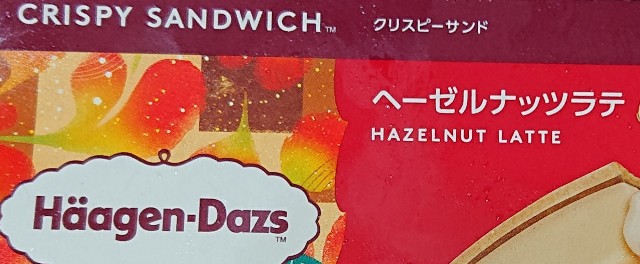 CRISPY SANDWICH™ クリスピーサンド
ヘーゼルナッツラテ
HAZELNUT LATTE
Häagen-Dazs™